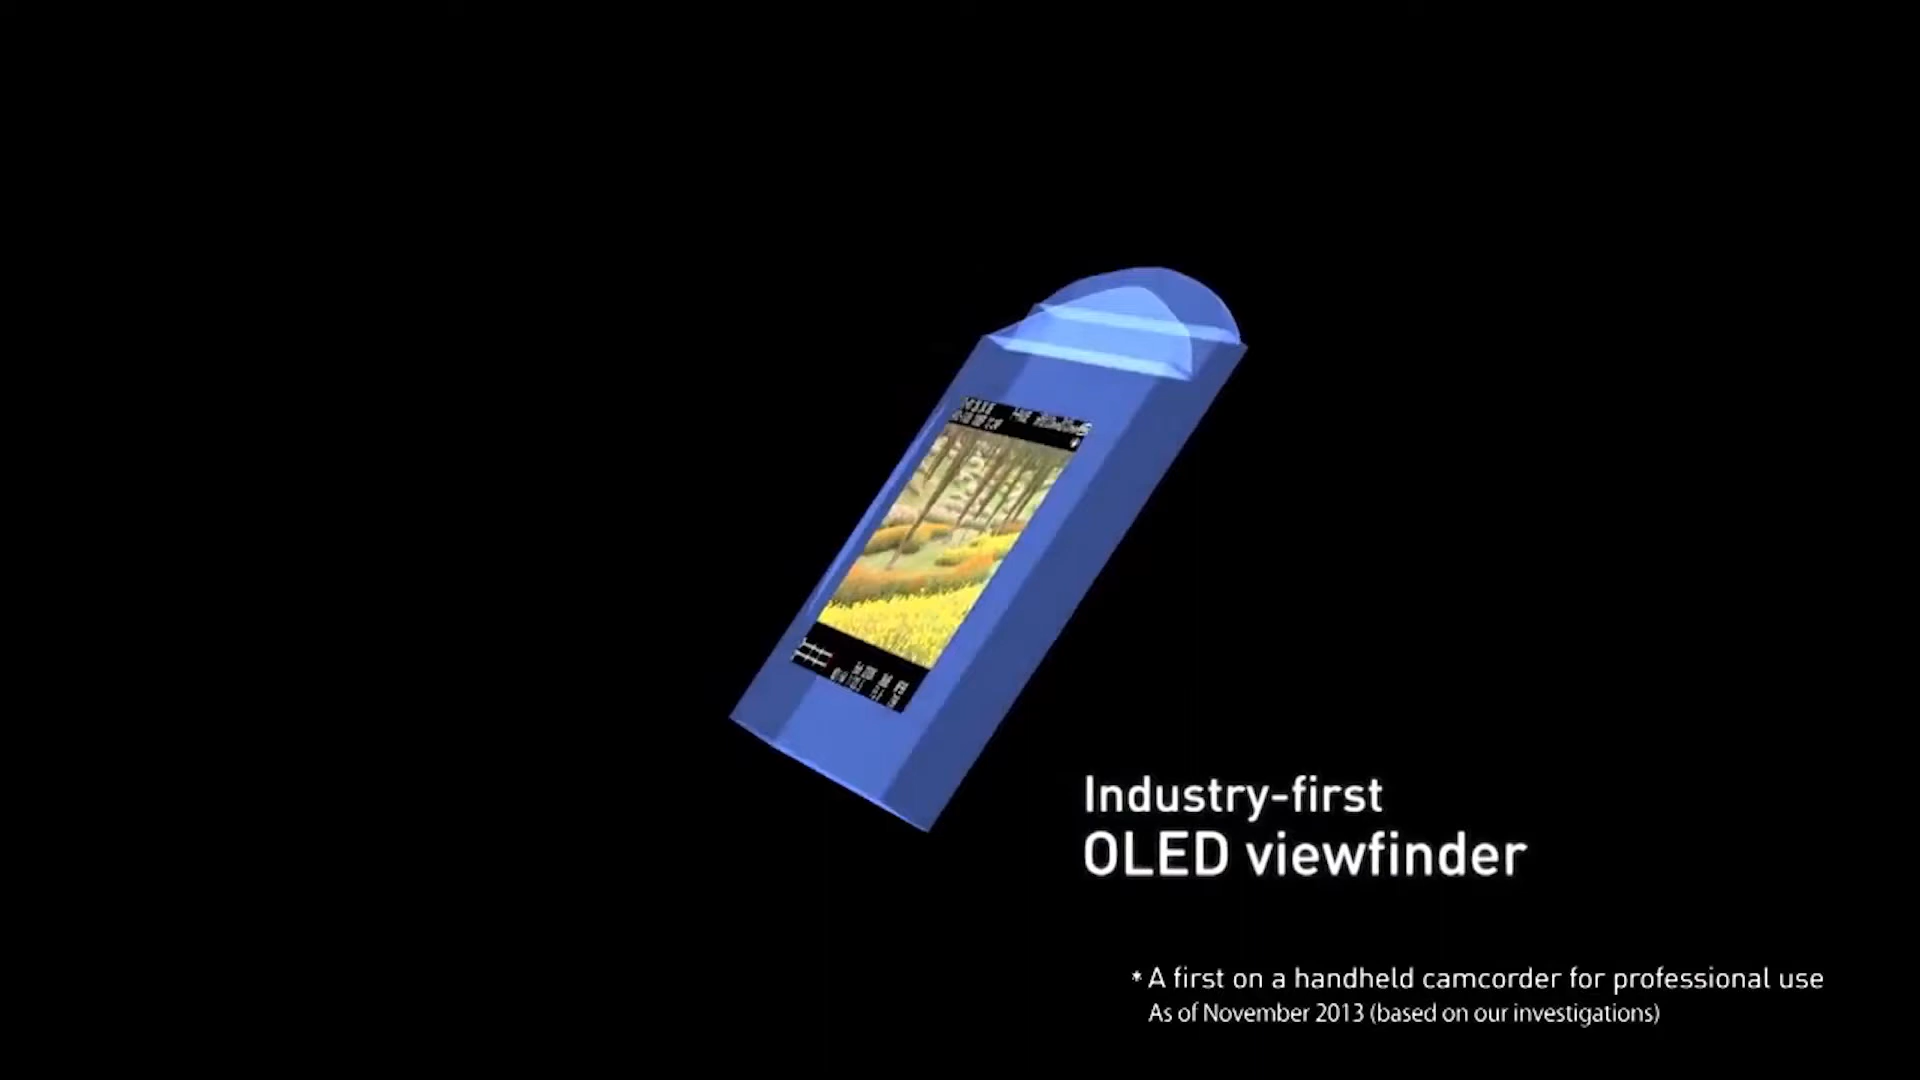 Industry-first
OLED viewfinder
* A first on a handheld camcorder for professional use
As of November 2013 (based on our investigations)